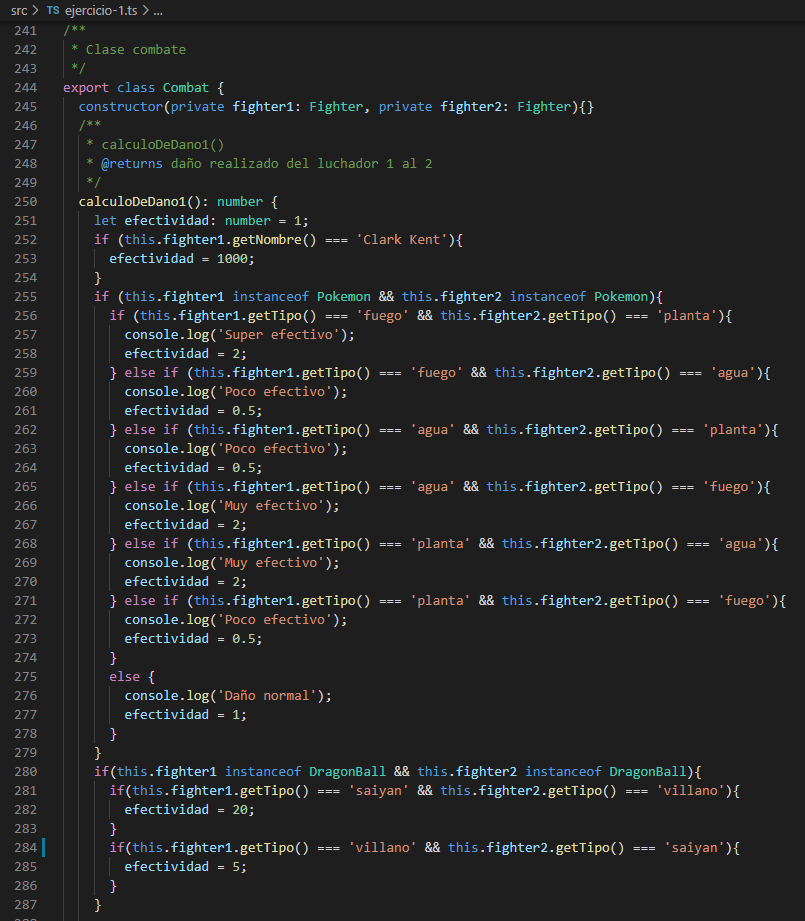 src > TS ejercicio-1.ts > ...
241 /**
242 * Clase combate
243 */
244 export class Combat {
245 constructor(private fighter1: Fighter, private fighter2: Fighter){}
246 /**
247 * calculoDeDano1()
248 * @returns daño realizado del luchador 1 al 2
249 */
250 calculoDeDano1(): number {
251 let efectividad: number = 1;
252 if (this.fighter1.getNombre() === 'Clark Kent'){
253 efectividad = 1000;
254 }
255 if (this.fighter1 instanceof Pokemon && this.fighter2 instanceof Pokemon){
256 if (this.fighter1.getTipo() === 'fuego' && this.fighter2.getTipo() === 'planta'){
257 console.log('Super efectivo');
258 efectividad = 2;
259 } else if (this.fighter1.getTipo() === 'fuego' && this.fighter2.getTipo() === 'agua'){
260 console.log('Poco efectivo');
261 efectividad = 0.5;
262 } else if (this.fighter1.getTipo() === 'agua' && this.fighter2.getTipo() === 'planta'){
263 console.log('Poco efectivo');
264 efectividad = 0.5;
265 } else if (this.fighter1.getTipo() === 'agua' && this.fighter2.getTipo() === 'fuego'){
266 console.log('Muy efectivo');
267 efectividad = 2;
268 } else if (this.fighter1.getTipo() === 'planta' && this.fighter2.getTipo() === 'agua'){
269 console.log('Muy efectivo');
270 efectividad = 2;
271 } else if (this.fighter1.getTipo() === 'planta' && this.fighter2.getTipo() === 'fuego'){
272 console.log('Poco efectivo');
273 efectividad = 0.5;
274 }
275 else {
276 console.log('Daño normal');
277 efectividad = 1;
278 }
279 }
280 if(this.fighter1 instanceof DragonBall && this.fighter2 instanceof DragonBall){
281 if(this.fighter1.getTipo() === 'saiyan' && this.fighter2.getTipo() === 'villano'){
282 efectividad = 20;
283 }
284 if(this.fighter1.getTipo() === 'villano' && this.fighter2.getTipo() === 'saiyan'){
285 efectividad = 5;
286 }
287 }